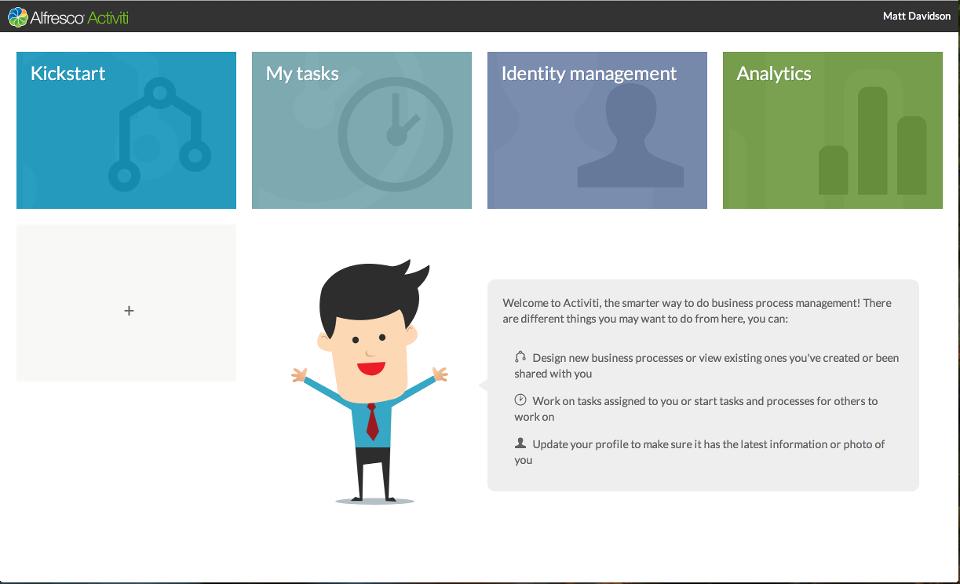 Alfresco Activiti
Matt Davidson
Kickstart
My tasks
Identity management
Analytics
+
Welcome to Activiti, the smarter way to do business process management! There
are different things you may want to do from here, you can:
Design new business processes or view existing ones you've created or been
shared with you
Work on tasks assigned to you or start tasks and processes for others to
work on
Update your profile to make sure it has the latest information or photo of
you